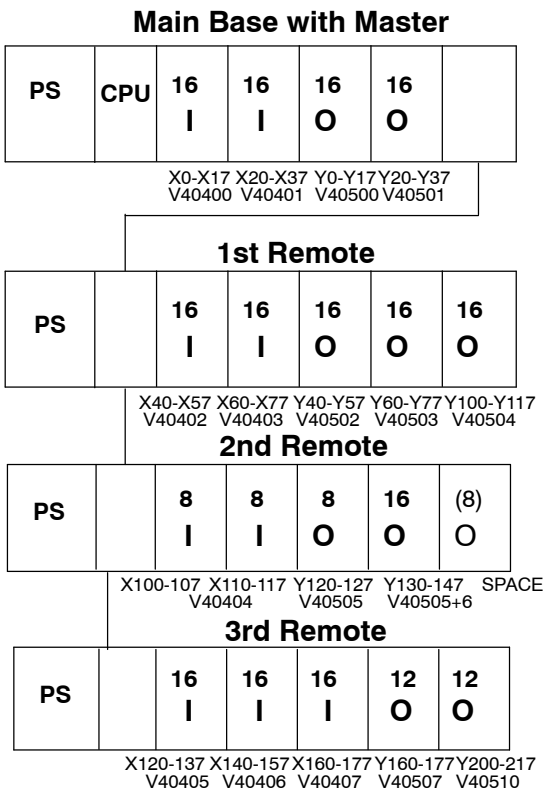 Main Base with Master
PS CPU 16 16 16 16
I I O O
X0-X17 X20-X37 Y0-Y17 Y20-Y37
V40400 V40401 V40500 V40501
1st Remote
PS 16 16 16 16 16
I I O O O
X40-X57 X60-X77 Y40-Y57 Y60-Y77 Y100-Y117
V40402 V40403 V40502 V40503 V40504
2nd Remote
PS 8 8 8 16 (8)
I I O O O
X100-107 X110-117 Y120-127 Y130-147 SPACE
V40404 V40505 V40505+6
3rd Remote
PS 16 16 16 12 12
I I I O O
X120-137 X140-157 X160-177 Y160-177 Y200-217
V40405 V40406 V40407 V40507 V40510